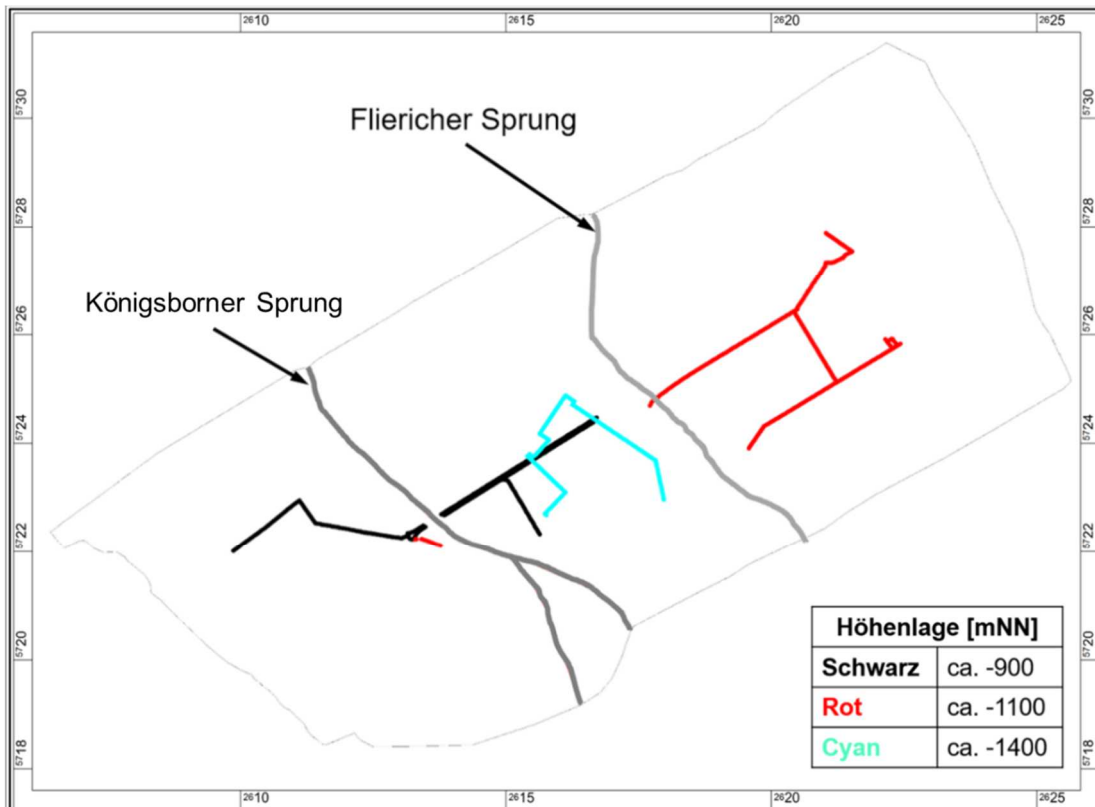 2610 2615 2620 2625
5730
5728
5726
5724
5722
5720
5718
Fliericher Sprung
Königsborner Sprung
5730
5728
5726
5724
5722
5720
5718
Höhenlage [mNN]
Schwarz ca. -900
Rot ca. -1100
Cyan ca. -1400
2610 2615 2620 2625